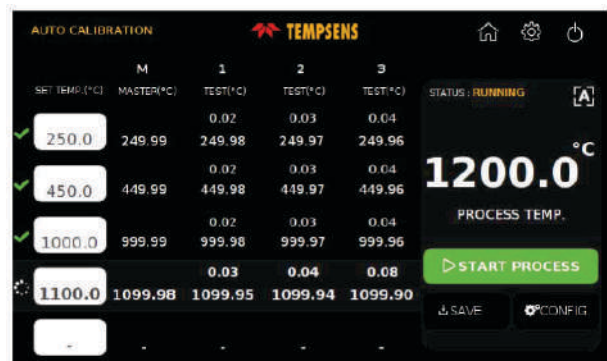 AUTO CALIBRATION
TEMPSENS
M 1 2 3
SET TEMP.(°C) MASTER(°C) TEST(°C) TEST(°C) TEST(°C)
0.02 0.03 0.04
250.0 249.99 249.98 249.97 249.96
0.02 0.03 0.04
450.0 449.99 449.98 449.97 449.96
0.02 0.03 0.04
1000.0 999.99 999.98 999.97 999.96
0.03 0.04 0.08
1100.0 1099.98 1099.95 1099.94 1099.90
- - - - -
STATUS : RUNNING [A]
1200.0 °C
PROCESS TEMP.
START PROCESS
SAVE CONFIG